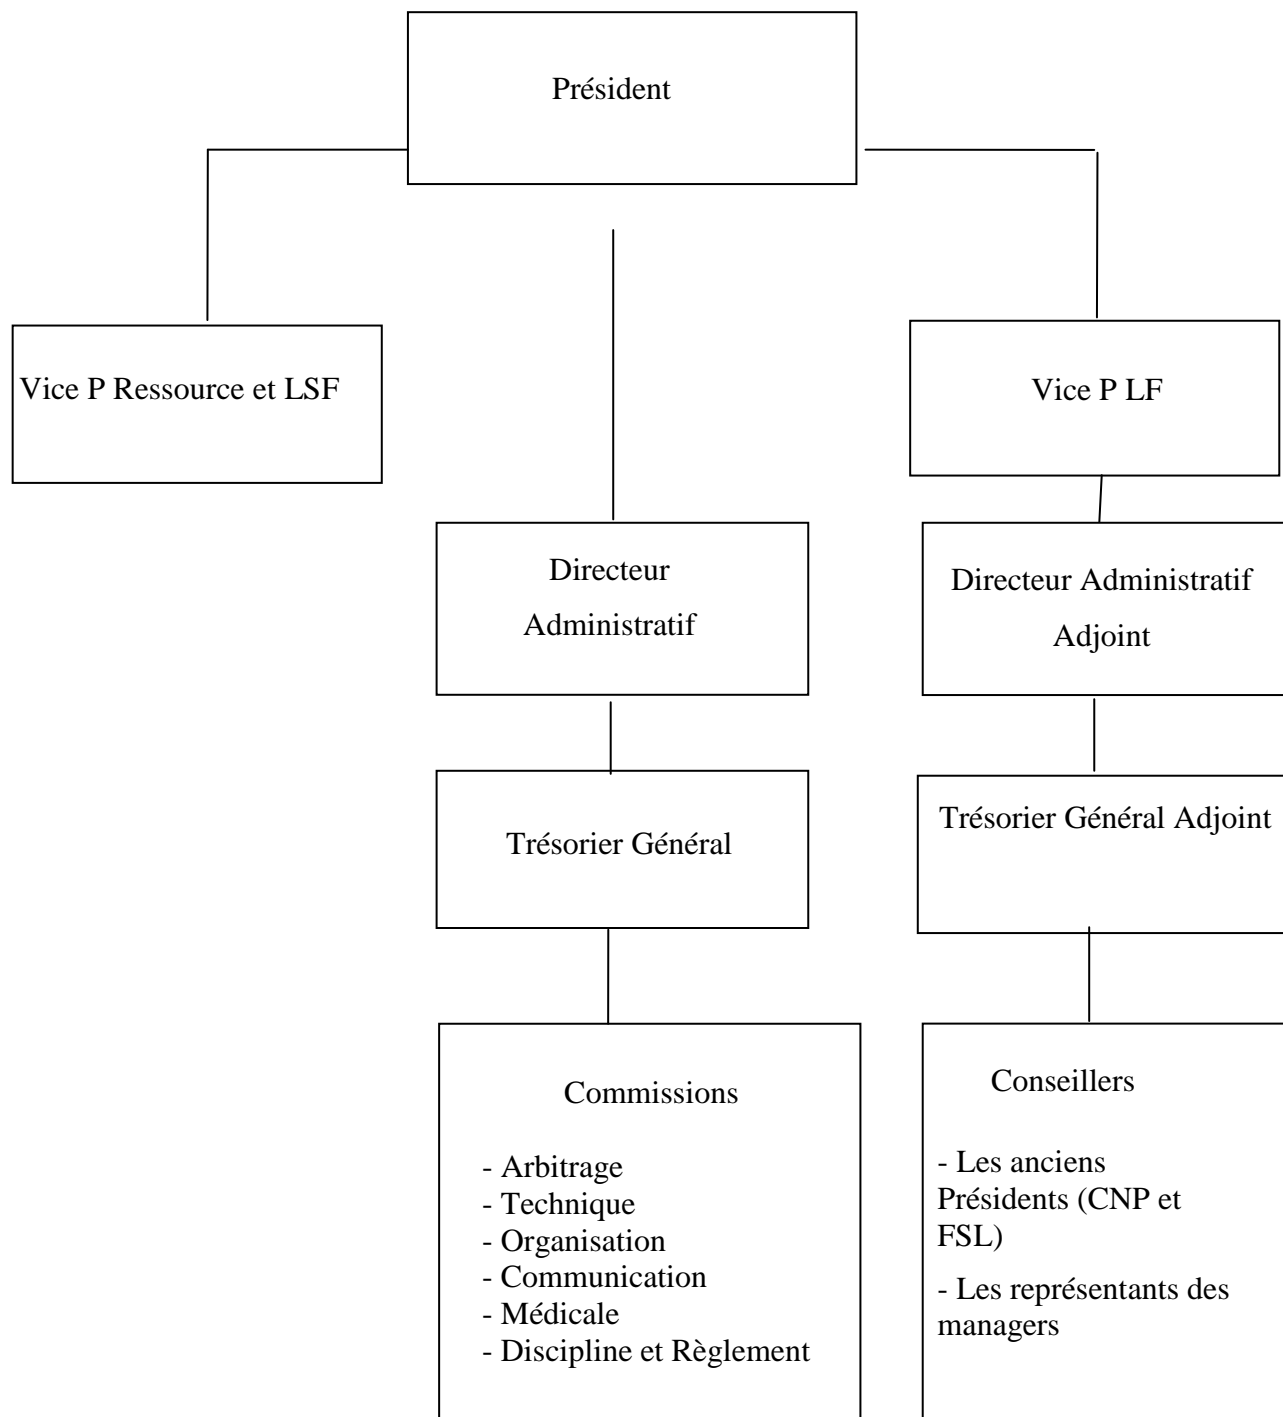 Président
Vice P Ressource et LSF
Vice P LF
Directeur
Administratif
Directeur Administratif
Adjoint
Trésorier Général
Trésorier Général Adjoint
Commissions
- Arbitrage
- Technique
- Organisation
- Communication
- Médicale
- Discipline et Règlement
Conseillers
- Les anciens
Présidents (CNP et
FSL)
- Les représentants des
managers